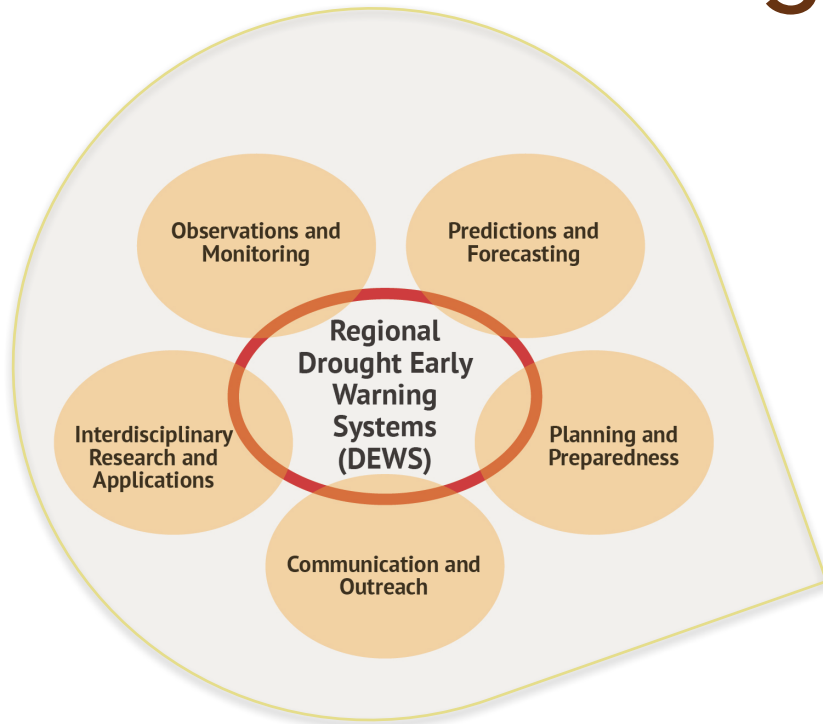 Observations and
Monitoring
Predictions and
Forecasting
Regional
Drought Early
Warning
Systems
(DEWS)
Interdisciplinary
Research and
Applications
Planning and
Preparedness
Communication and
Outreach